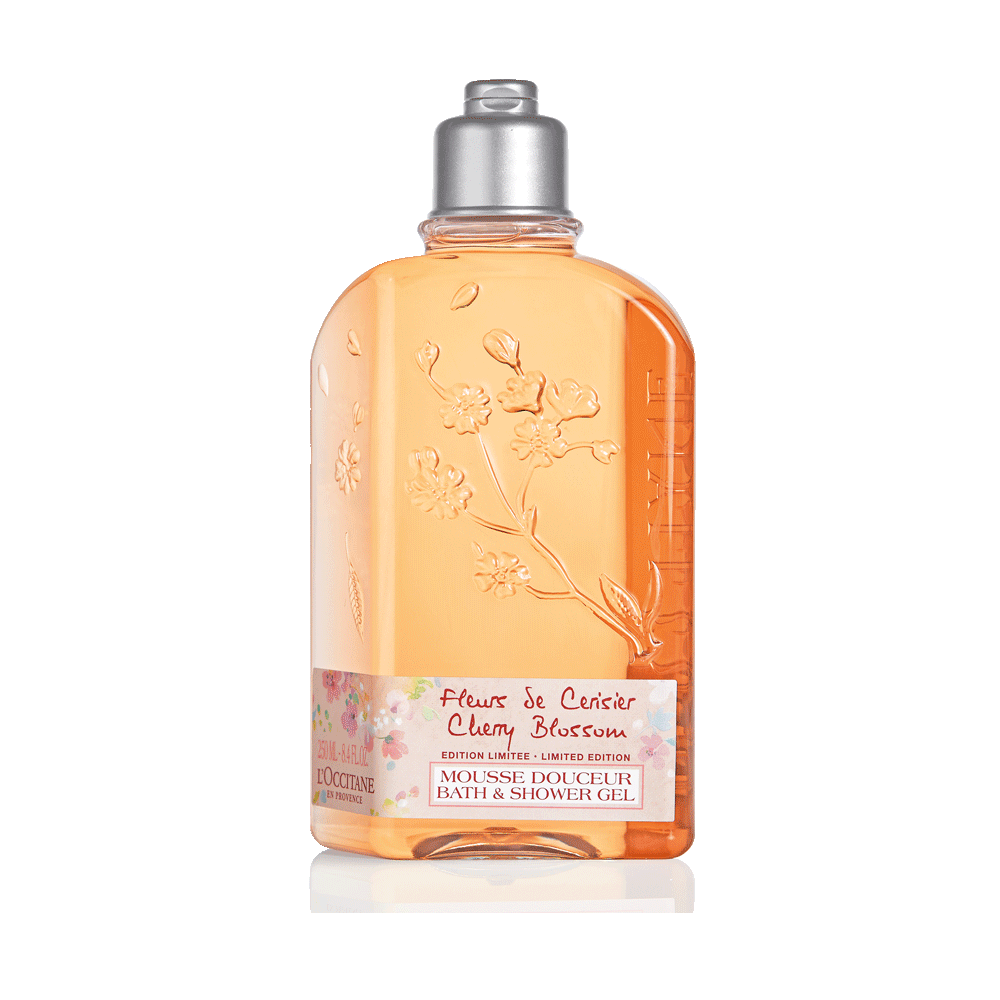 Fleurs de Cerisier
Cherry Blossom
EDITION LIMITEE • LIMITED EDITION
MOUSSE DOUCEUR
BATH & SHOWER GEL
250 ML - 8.4 FL.OZ
L'OCCITANE
EN PROVENCE